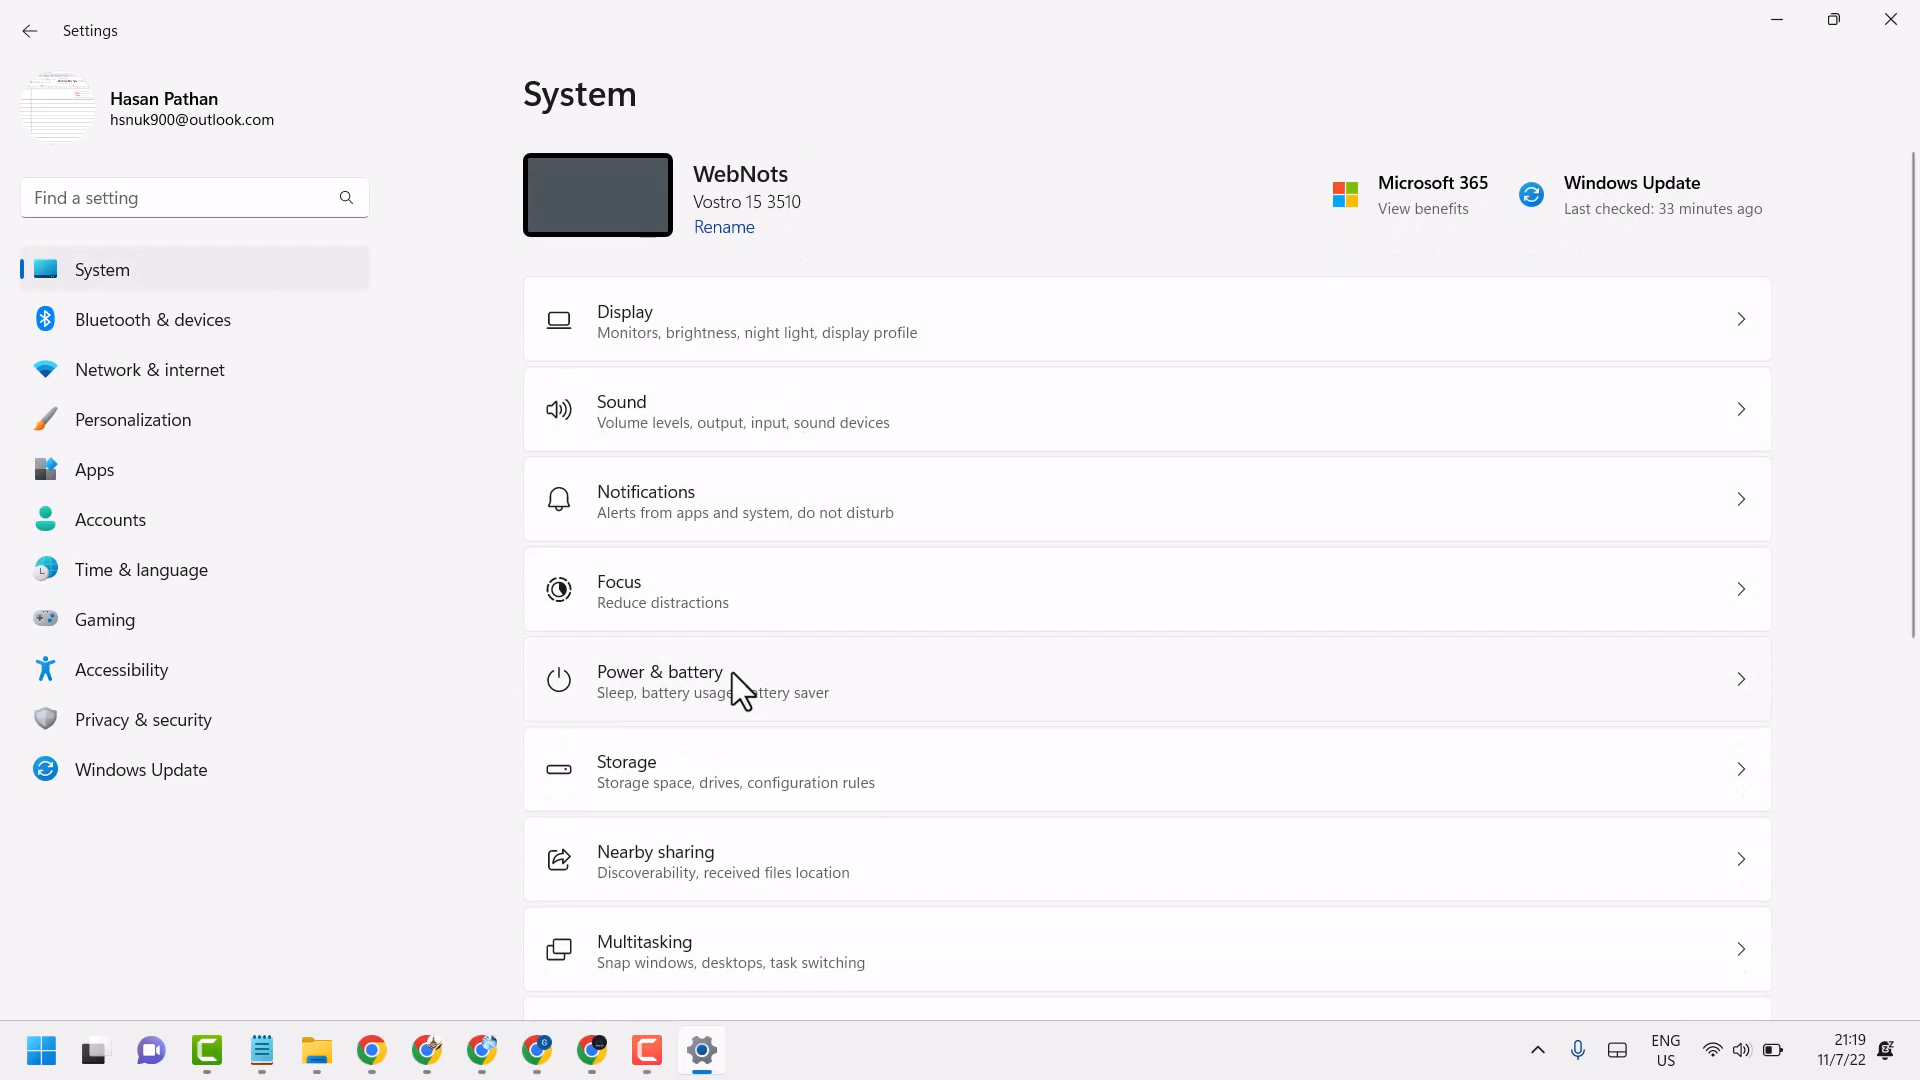 Settings
Hasan Pathan
hsnuk900@outlook.com
Find a setting
System
Bluetooth & devices
Network & internet
Personalization
Apps
Accounts
Time & language
Gaming
Accessibility
Privacy & security
Windows Update
System
WebNots
Vostro 15 3510
Rename
Microsoft 365
View benefits
Windows Update
Last checked: 33 minutes ago
Display
Monitors, brightness, night light, display profile
Sound
Volume levels, output, input, sound devices
Notifications
Alerts from apps and system, do not disturb
Focus
Reduce distractions
Power & battery
Sleep, battery usage, battery saver
Storage
Storage space, drives, configuration rules
Nearby sharing
Discoverability, received files location
Multitasking
Snap windows, desktops, task switching
ENG
US
21:19
11/7/22